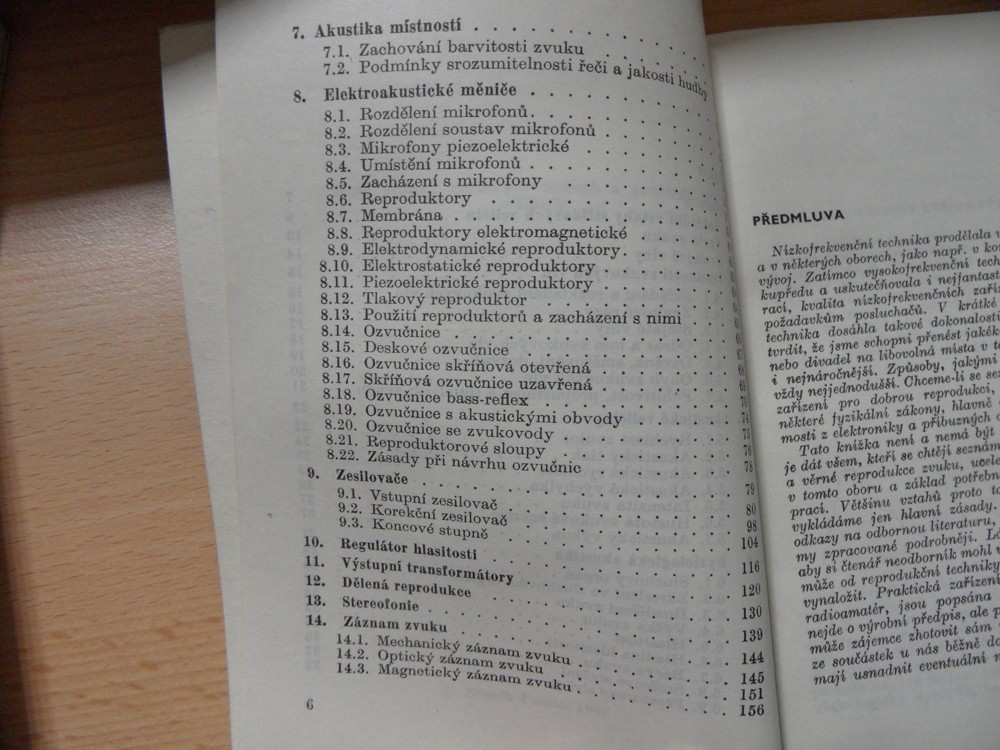 7. Akustika místností . . . . . . . . . .
7.1. Zachování barvitosti zvuku . . . . .
7.2. Podmínky srozumitelnosti řeči a jakosti hudby
8. Elektroakustické měniče . . . . . . . .
8.1. Rozdělení mikrofonů . . . . . . . .
8.2. Rozdělení soustav mikrofonů . . . . .
8.3. Mikrofony piezoelektrické . . . . . .
8.4. Umístění mikrofonů . . . . . . . .
8.5. Zacházení s mikrofony . . . . . . .
8.6. Reproduktory . . . . . . . . . .
8.7. Membrána . . . . . . . . . . .
8.8. Reproduktory elektromagnetické . . . .
8.9. Elektrodynamické reproduktory . . . .
8.10. Elektrostatické reproduktory . . . . .
8.11. Piezoelektrické reproduktory . . . . .
8.12. Tlakový reproduktor . . . . . . . .
8.13. Použití reproduktorů a zacházení s nimi . . .
8.14. Ozvučnice . . . . . . . . . . .
8.15. Deskové ozvučnice . . . . . . . . 67
8.16. Ozvučnice skříňová otevřená . . . . . 68
8.17. Skříňová ozvučnice uzavřená . . . . . 69
8.18. Ozvučnice bass-reflex . . . . . . . 70
8.19. Ozvučnice s akustickými obvody . . . . 74
8.20. Ozvučnice se zvukovody . . . . . . 75
8.21. Reproduktorové sloupy . . . . . . 76
8.22. Zásady při návrhu ozvučnic . . . . . 78
9. Zesilovače . . . . . . . . . . . . 79
9.1. Vstupní zesilovač . . . . . . . . 80
9.2. Korekční zesilovač . . . . . . . . 98
9.3. Koncové stupně . . . . . . . . . 104
10. Regulátor hlasitosti . . . . . . . . . 116
11. Výstupní transformátory . . . . . . . 120
12. Dělená reprodukce . . . . . . . . . 130
13. Stereofonie . . . . . . . . . . . 139
14. Záznam zvuku . . . . . . . . . . . 144
14.1. Mechanický záznam zvuku . . . . . . 145
14.2. Optický záznam zvuku . . . . . . . 151
14.3. Magnetický záznam zvuku . . . . . . 156
6
PŘEDMLUVA
Nízkofrekvenční technika prodělala
a v některých oborech, jako např. v
vývoj. Zatímco vysokofrekvenční
kupředu a uskutečňovala i
rací, kvalita nízkofrekvenčních
požadavkům posluchačů. V krátké
technika dosáhla takové dokonalosti
tvrdit, že jsme schopni přenést
nebo divadel na libovolná místa v
i nejnáročnější. Způsoby, jakými
vždy nejjednodušší. Chceme-li se
zařízení pro dobrou reprodukci,
některé fyzikální zákony, hlavně
mosti z elektroniky a příbuzných
Tato knížka není a nemá být
je dát všem, kteří se chtějí
a věrné reprodukce zvuku,
v tomto oboru a základ
prací. Většinu vztahů proto
vykládáme jen hlavní zásady.
odkazy na odbornou literaturu,
my zpracované podrobněji.
aby si čtenář neodborník mohl
může od reprodukční techniky
vynaložit. Praktická zařízení
radioamatér, jsou popsána
nejde o výrobní předpis, ale
může zájemce zhotovit sám
ze součástek u nás běžně
mají usnadnit eventuální